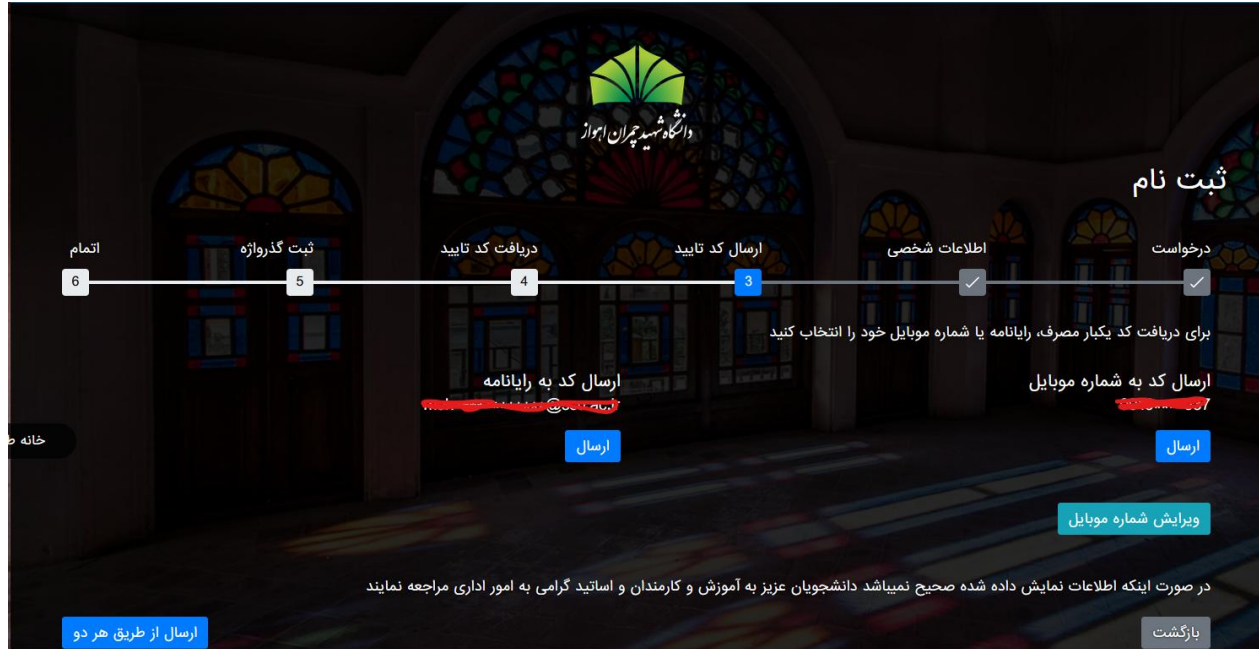 دانشگاه شهید چمران اهواز
ثبت نام
درخواست
اطلاعات شخصی
ارسال کد تایید
دریافت کد تایید
ثبت گذرواژه
اتمام
3
4
5
6
برای دریافت کد یکبار مصرف، رایانامه یا شماره موبایل خود را انتخاب کنید
ارسال کد به شماره موبایل
ارسال
ارسال کد به رایانامه
ارسال
خانه
ویرایش شماره موبایل
در صورت اینکه اطلاعات نمایش داده شده صحیح نمیباشد دانشجویان عزیز به آموزش و کارمندان و اساتید گرامی به امور اداری مراجعه نمایند
بازگشت
ارسال از طریق هر دو